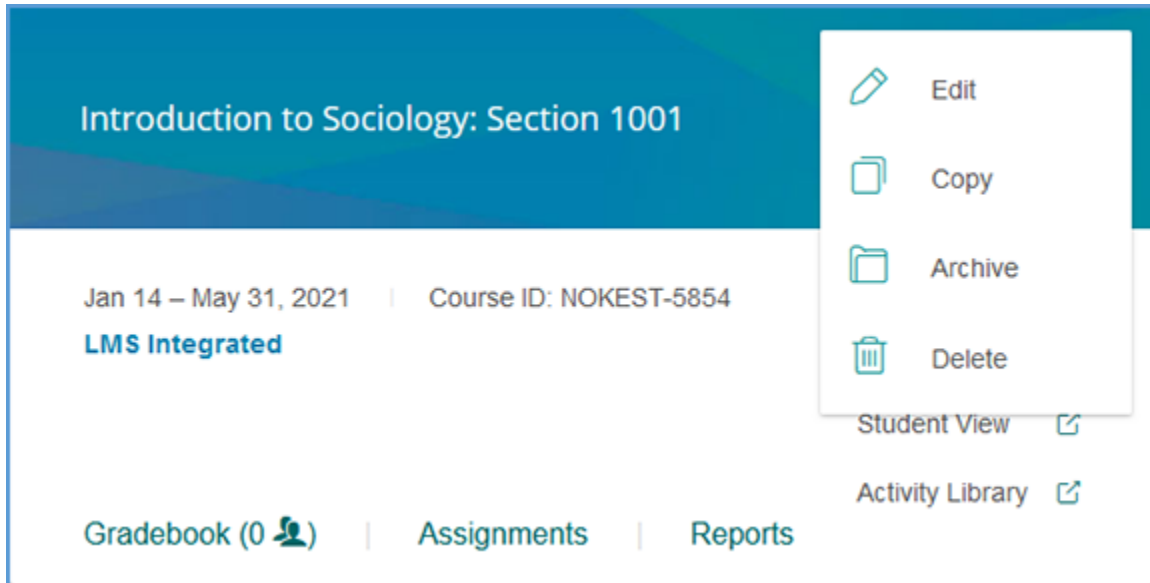 Introduction to Sociology: Section 1001
Edit
Copy
Archive
Delete
Jan 14 – May 31, 2021 | Course ID: NOKEST-5854
LMS Integrated
Student View
Activity Library
Gradebook (0 ) | Assignments | Reports